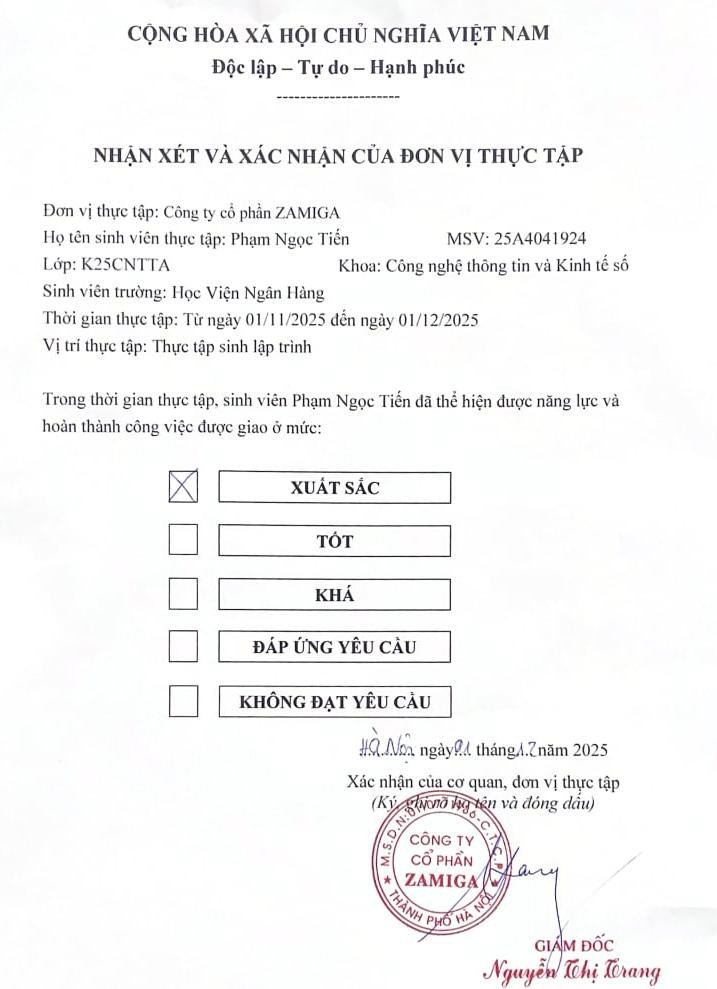 CỘNG HÒA XÃ HỘI CHỦ NGHĨA VIỆT NAM
Độc lập – Tự do – Hạnh phúc
---------------------
NHẬN XÉT VÀ XÁC NHẬN CỦA ĐƠN VỊ THỰC TẬP
Đơn vị thực tập: Công ty cổ phần ZAMIGA
Họ tên sinh viên thực tập: Phạm Ngọc Tiến MSV: 25A4041924
Lớp: K25CNTTA Khoa: Công nghệ thông tin và Kinh tế số
Sinh viên trường: Học Viện Ngân Hàng
Thời gian thực tập: Từ ngày 01/11/2025 đến ngày 01/12/2025
Vị trí thực tập: Thực tập sinh lập trình
Trong thời gian thực tập, sinh viên Phạm Ngọc Tiến đã thể hiện được năng lực và
hoàn thành công việc được giao ở mức:
XUẤT SẮC
TỐT
KHÁ
ĐÁP ỨNG YÊU CẦU
KHÔNG ĐẠT YÊU CẦU
Hà Nội ngày 01 tháng 12 năm 2025
Xác nhận của cơ quan, đơn vị thực tập
(Ký, ghi rõ họ tên và đóng dấu)
M.S.D.N: C.T.C.P
CÔNG TY
CỔ PHẦN
ZAMIGA
THÀNH PHỐ HÀ NỘI
GIÁM ĐỐC
Nguyễn Thị Trang